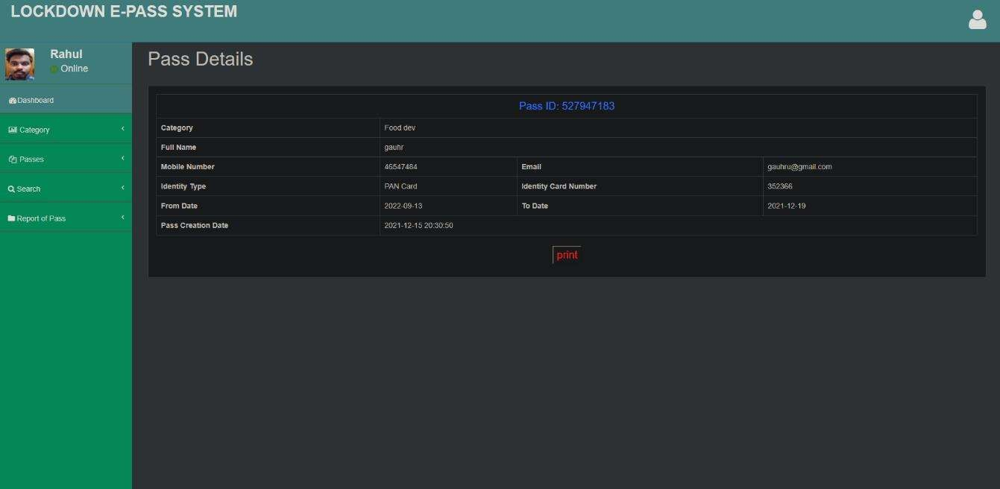 LOCKDOWN E-PASS SYSTEM
Rahul
Online
Dashboard
Category
Passes
Search
Report of Pass
Pass Details
Pass ID: 527947183
Category Food dev
Full Name gauhr
Mobile Number 46547484 Email gauhru@gmail.com
Identity Type PAN Card Identity Card Number 352366
From Date 2022-09-13 To Date 2021-12-19
Pass Creation Date 2021-12-15 20:30:50
print